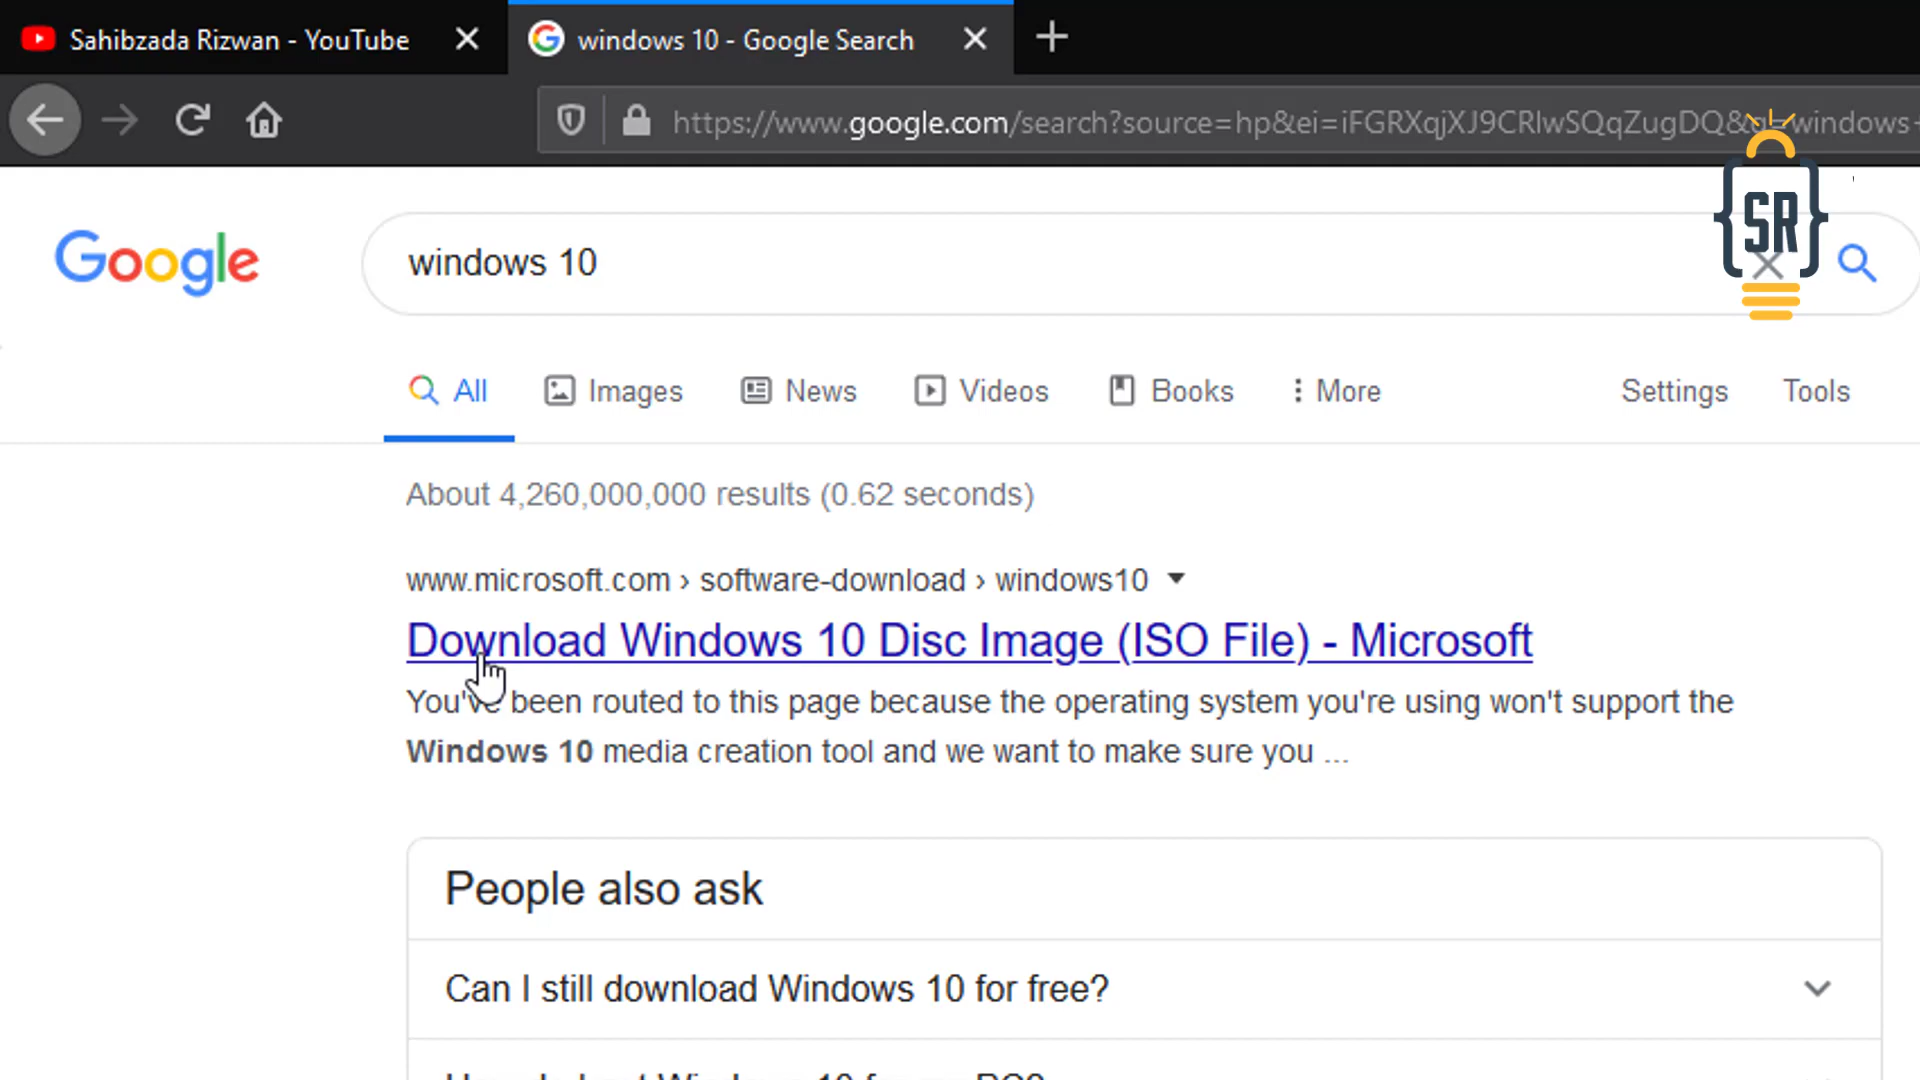 Sahibzada Rizwan - YouTube
windows 10 - Google Search
https://www.google.com/search?source=hp&ei=iFGRXqjXJ9CRlwSQqZugDQ&q=windows-
SR
Google
windows 10
All Images News Videos Books More Settings Tools
About 4,260,000,000 results (0.62 seconds)
www.microsoft.com › software-download › windows10
Download Windows 10 Disc Image (ISO File) - Microsoft
You've been routed to this page because the operating system you're using won't support the
Windows 10 media creation tool and we want to make sure you ...
People also ask
Can I still download Windows 10 for free?